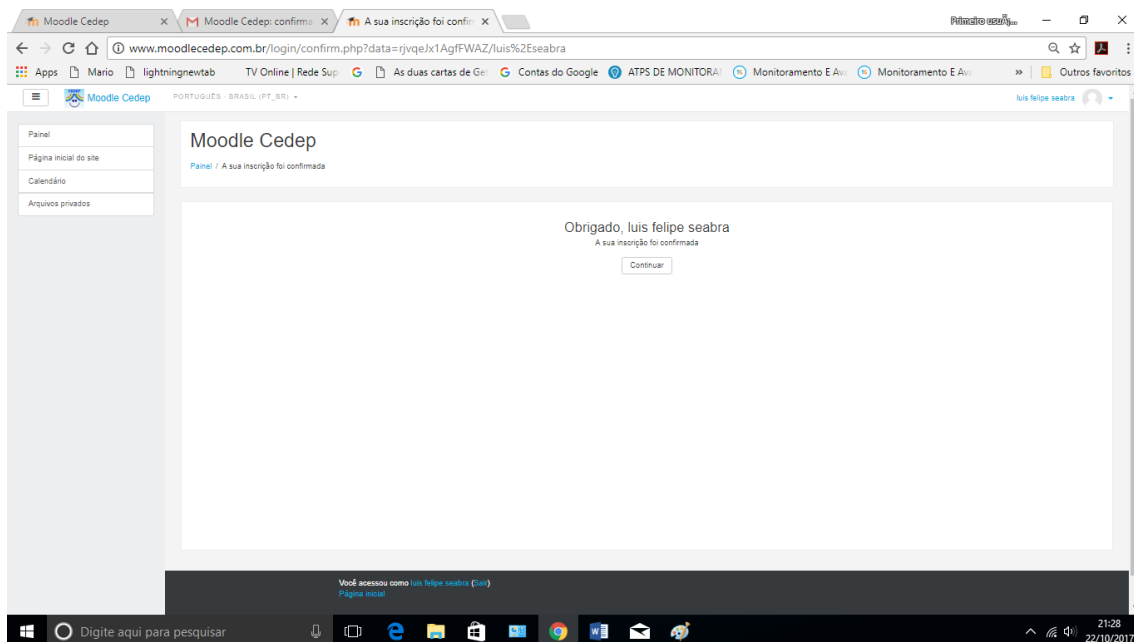 Moodle Cedep
Moodle Cedep: confirma
A sua inscrição foi confir
www.moodlecedep.com.br/login/confirm.php?data=rjvqeJx1AgfFWAZ/luis%2Eseabra
Apps Mario lightningnewtab TV Online | Rede Sup As duas cartas de Ge Contas do Google ATPS DE MONITORA Monitoramento E Av Monitoramento E Av » Outros favoritos
Moodle Cedep PORTUGUÊS - BRASIL (PT_BR) luis felipe seabra
Painel
Página inicial do site
Calendário
Arquivos privados
Moodle Cedep
Painel / A sua inscrição foi confirmada
Obrigado, luis felipe seabra
A sua inscrição foi confirmada
Continuar
Você acessou como luis felipe seabra (Sair)
Página inicial
Digite aqui para pesquisar
21:28
22/10/2017